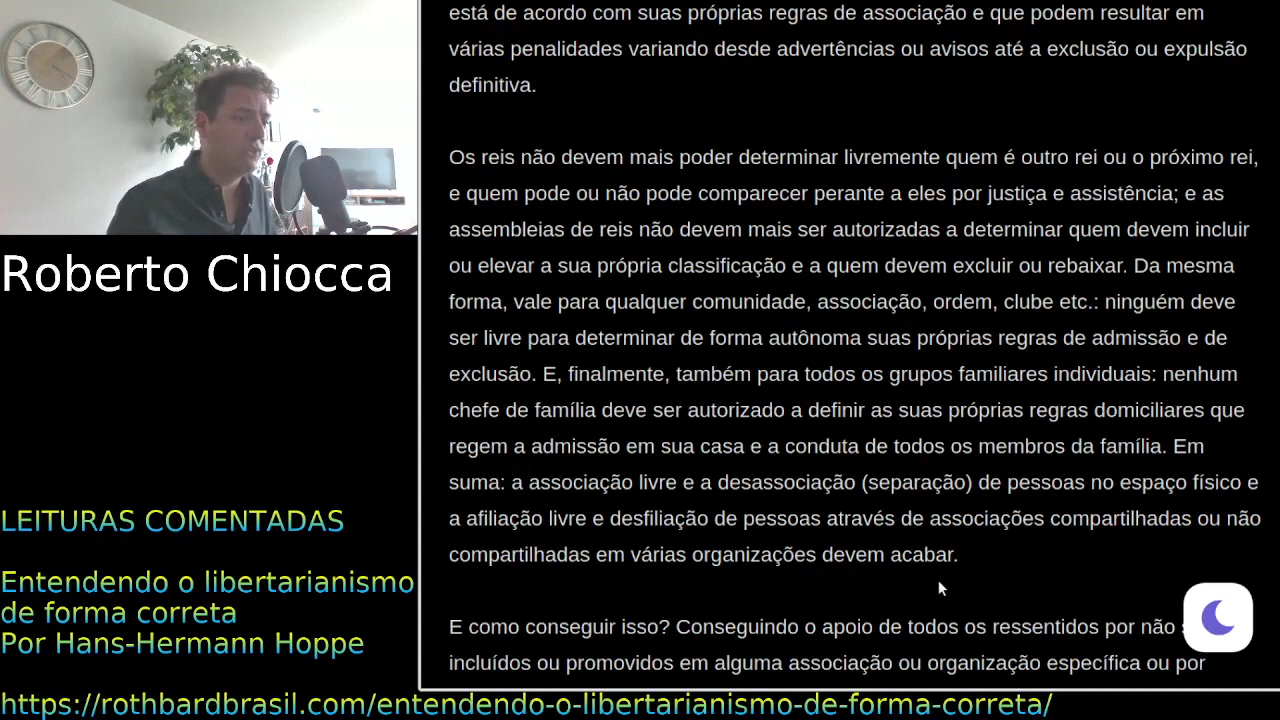 está de acordo com suas próprias regras de associação e que podem resultar em
várias penalidades variando desde advertências ou avisos até a exclusão ou expulsão
definitiva.
Os reis não devem mais poder determinar livremente quem é outro rei ou o próximo rei,
e quem pode ou não pode comparecer perante a eles por justiça e assistência; e as
assembleias de reis não devem mais ser autorizadas a determinar quem devem incluir
ou elevar a sua própria classificação e a quem devem excluir ou rebaixar. Da mesma
forma, vale para qualquer comunidade, associação, ordem, clube etc.: ninguém deve
ser livre para determinar de forma autônoma suas próprias regras de admissão e de
exclusão. E, finalmente, também para todos os grupos familiares individuais: nenhum
chefe de família deve ser autorizado a definir as suas próprias regras domiciliares que
regem a admissão em sua casa e a conduta de todos os membros da família. Em
suma: a associação livre e a desassociação (separação) de pessoas no espaço físico e
a afiliação livre e desfiliação de pessoas através de associações compartilhadas ou não
compartilhadas em várias organizações devem acabar.
E como conseguir isso? Conseguindo o apoio de todos os ressentidos por não
incluídos ou promovidos em alguma associação ou organização específica ou por
Roberto Chiocca
LEITURAS COMENTADAS
Entendendo o libertarianismo
de forma correta
Por Hans-Hermann Hoppe
https://rothbardbrasil.com/entendendo-o-libertarianismo-de-forma-correta/